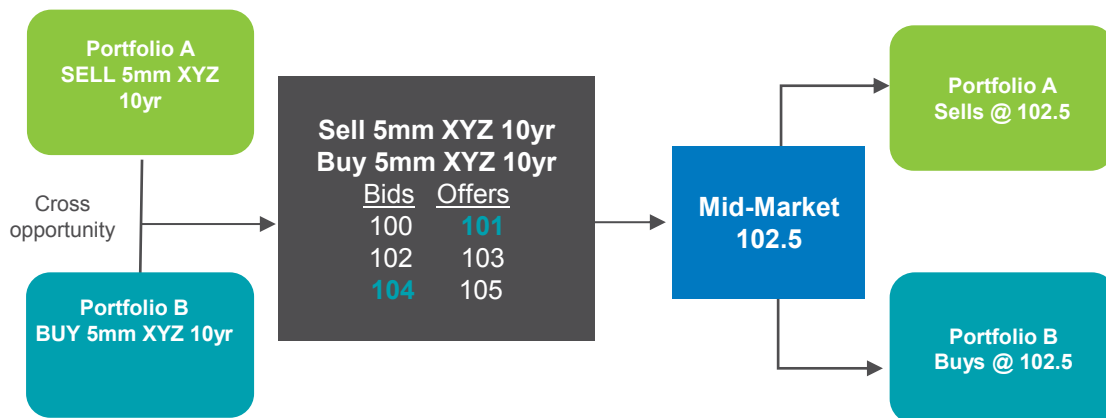 Portfolio A
SELL 5mm XYZ
10yr
Cross
opportunity
Portfolio B
BUY 5mm XYZ 10yr
Sell 5mm XYZ 10yr
Buy 5mm XYZ 10yr
Bids Offers
100 101
102 103
104 105
Mid-Market
102.5
Portfolio A
Sells @ 102.5
Portfolio B
Buys @ 102.5